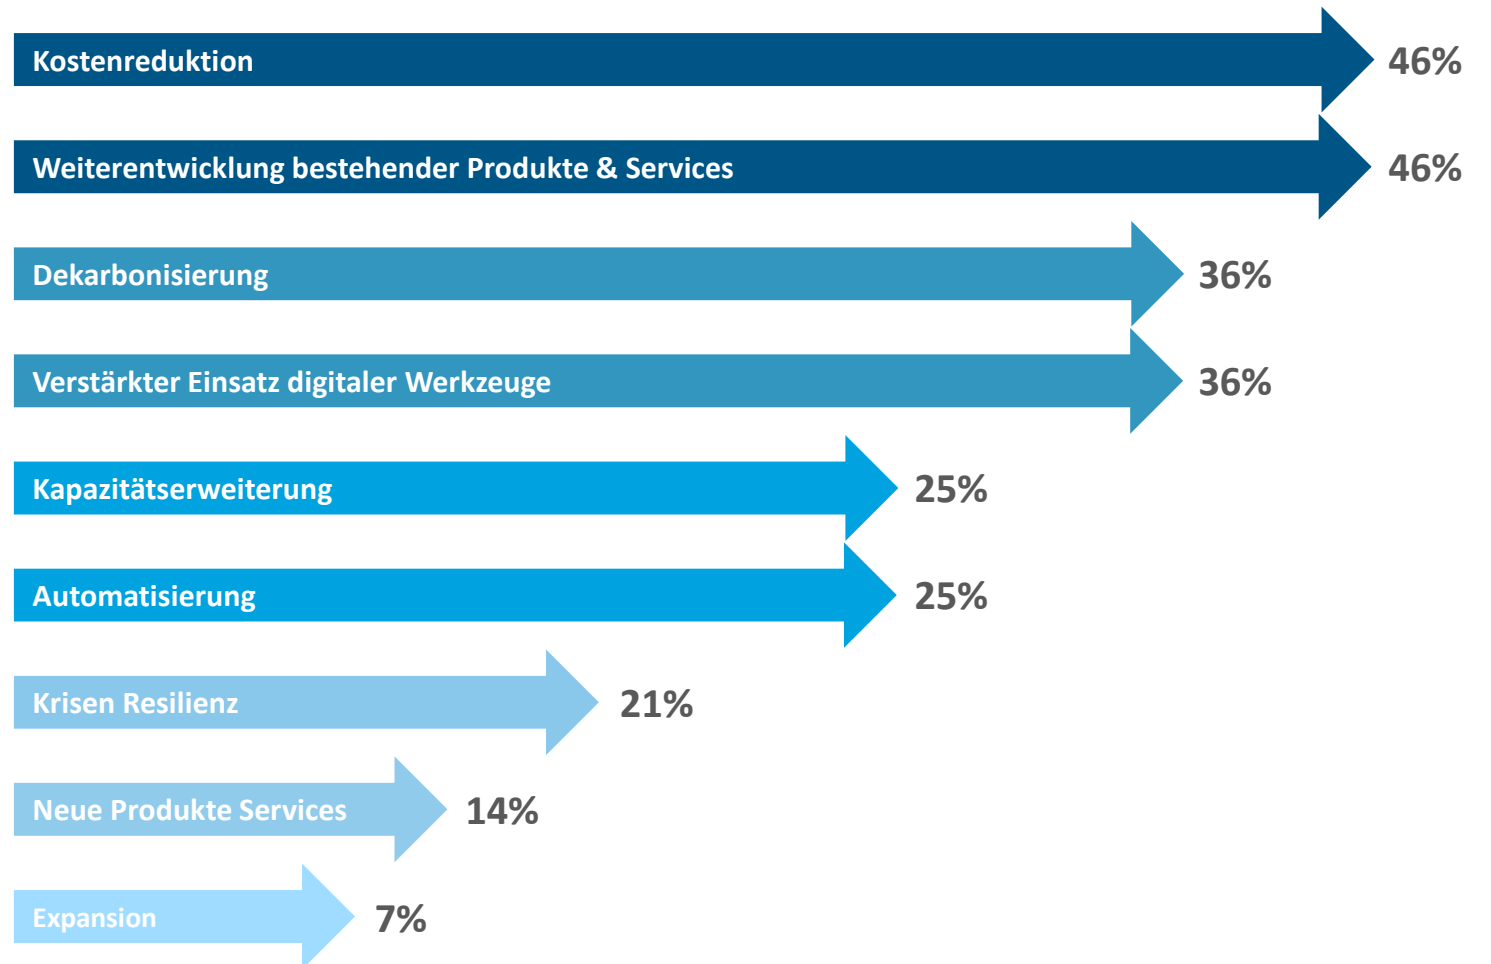 Kostenreduktion 46%
Weiterentwicklung bestehender Produkte & Services 46%
Dekarbonisierung 36%
Verstärkter Einsatz digitaler Werkzeuge 36%
Kapazitätserweiterung 25%
Automatisierung 25%
Krisen Resilienz 21%
Neue Produkte Services 14%
Expansion 7%